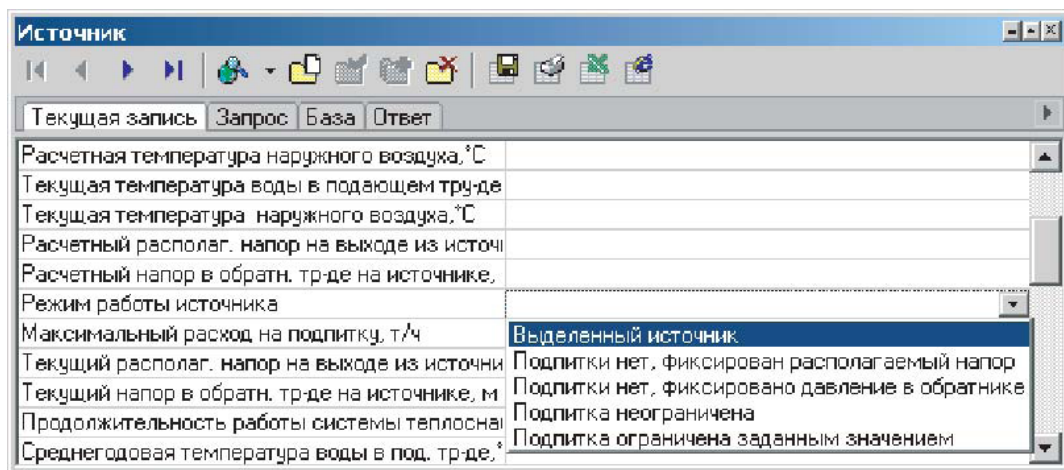 Источник
Текущая запись Запрос База Ответ
Расчетная температура наружного воздуха,°C
Текущая температура воды в подающем тру-де
Текущая температура наружного воздуха,°C
Расчетный располаг. напор на выходе из источ
Расчетный напор в обратн. тр-де на источнике,
Режим работы источника
Максимальный расход на подпитку, т/ч
Выделенный источник
Текущий располаг. напор на выходе из источни
Подпитки нет, фиксирован располагаемый напор
Текущий напор в обратн. тр-де на источнике, м
Подпитки нет, фиксировано давление в обратнике
Продолжительность работы системы теплосна
Подпитка неограничена
Среднегодовая температура воды в под. тр-де,°
Подпитка ограничена заданным значением